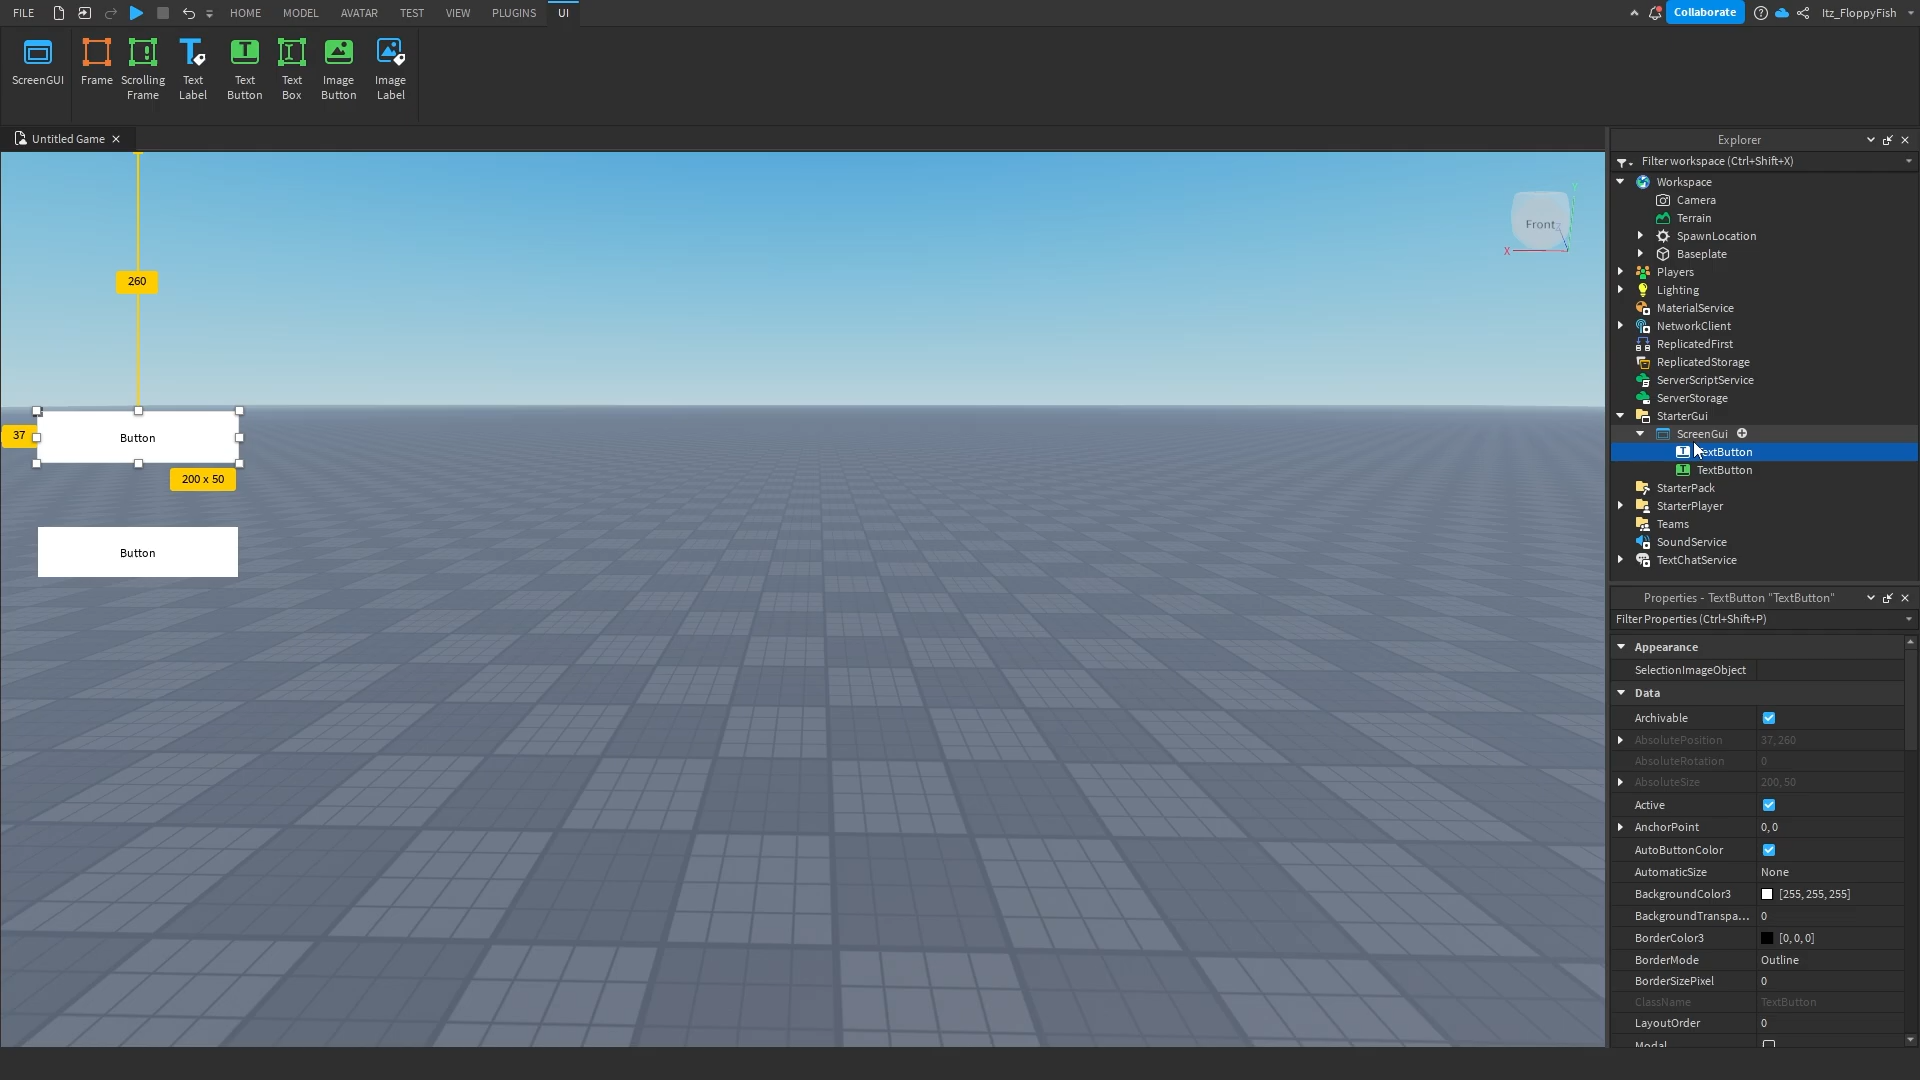 FILE HOME MODEL AVATAR TEST VIEW PLUGINS UI Collaborate Itz_FloppyFish
ScreenGUI
Frame
Scrolling
Frame
Text
Label
Text
Button
Text
Box
Image
Button
Image
Label
Untitled Game
260
Button
37
200 x 50
Button
Front
X
Y
Z
Explorer
Filter workspace (Ctrl+Shift+X)
Workspace
Camera
Terrain
SpawnLocation
Baseplate
Players
Lighting
MaterialService
NetworkClient
ReplicatedFirst
ReplicatedStorage
ServerScriptService
ServerStorage
StarterGui
ScreenGui
TextButton
TextButton
StarterPack
StarterPlayer
Teams
SoundService
TextChatService
Properties - TextButton "TextButton"
Filter Properties (Ctrl+Shift+P)
Appearance
SelectionImageObject
Data
Archivable
AbsolutePosition 37, 260
AbsoluteRotation 0
AbsoluteSize 200, 50
Active
AnchorPoint 0, 0
AutoButtonColor
AutomaticSize None
BackgroundColor3 [255, 255, 255]
BackgroundTranspa... 0
BorderColor3 [0, 0, 0]
BorderMode Outline
BorderSizePixel 0
ClassName TextButton
LayoutOrder 0
Modal